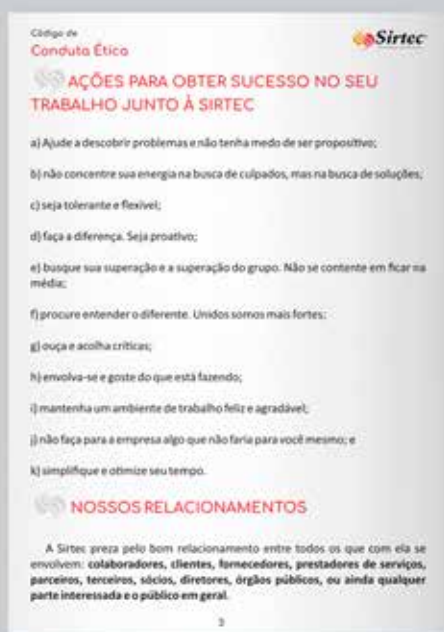 Código de
Conduta Ética
Sirtec
AÇÕES PARA OBTER SUCESSO NO SEU
TRABALHO JUNTO À SIRTEC
a) Ajude a descobrir problemas e não tenha medo de ser propositivo;
b) não concentre sua energia na busca de culpados, mas na busca de soluções;
c) seja tolerante e flexível;
d) faça a diferença. Seja proativo;
e) busque sua superação e a superação do grupo. Não se contente em ficar na
média;
f) procure entender o diferente. Unidos somos mais fortes;
g) ouça e acolha críticas;
h) envolva-se e goste do que está fazendo;
i) mantenha um ambiente de trabalho feliz e agradável;
j) não faça para a empresa algo que não faria para você mesmo; e
k) simplifique e otimize seu tempo.
NOSSOS RELACIONAMENTOS
A Sirtec preza pelo bom relacionamento entre todos os que com ela se
envolvem: colaboradores, clientes, fornecedores, prestadores de serviços,
parceiros, terceiros, sócios, diretores, órgãos públicos, ou ainda qualquer
parte interessada e o público em geral.
3